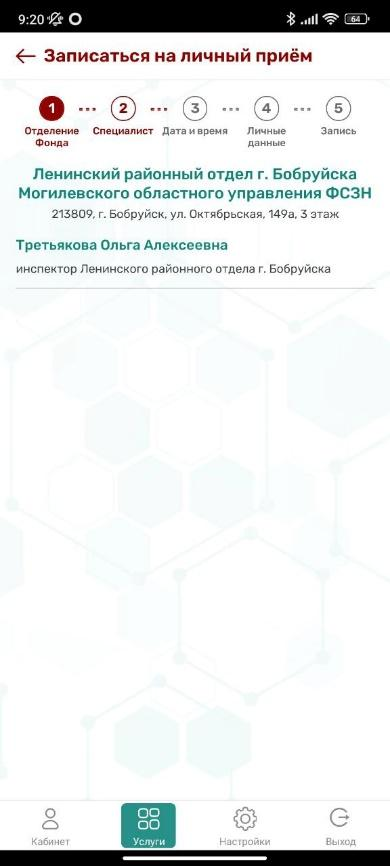 9:20
64
Записаться на личный приём
1 2 3 4 5
Отделение Фонда
Специалист
Дата и время
Личные данные
Запись
Ленинский районный отдел г. Бобруйска
Могилевского областного управления ФСЗН
213809, г. Бобруйск, ул. Октябрьская, 149а, 3 этаж
Третьякова Ольга Алексеевна
инспектор Ленинского районного отдела г. Бобруйска
Кабинет
Услуги
Настройки
Выход